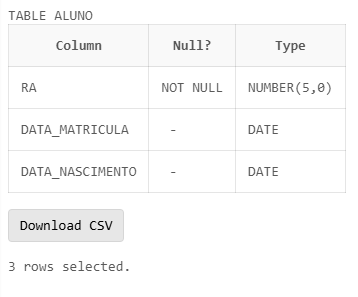 TABLE ALUNO
Column Null? Type
RA NOT NULL NUMBER(5,0)
DATA_MATRICULA - DATE
DATA_NASCIMENTO - DATE
Download CSV
3 rows selected.